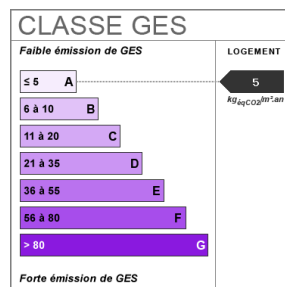 CLASSE GES
Faible émission de GES
LOGEMENT
≤ 5 A
5
kgéqCO2/m².an
6 à 10 B
11 à 20 C
21 à 35 D
36 à 55 E
56 à 80 F
> 80 G
Forte émission de GES